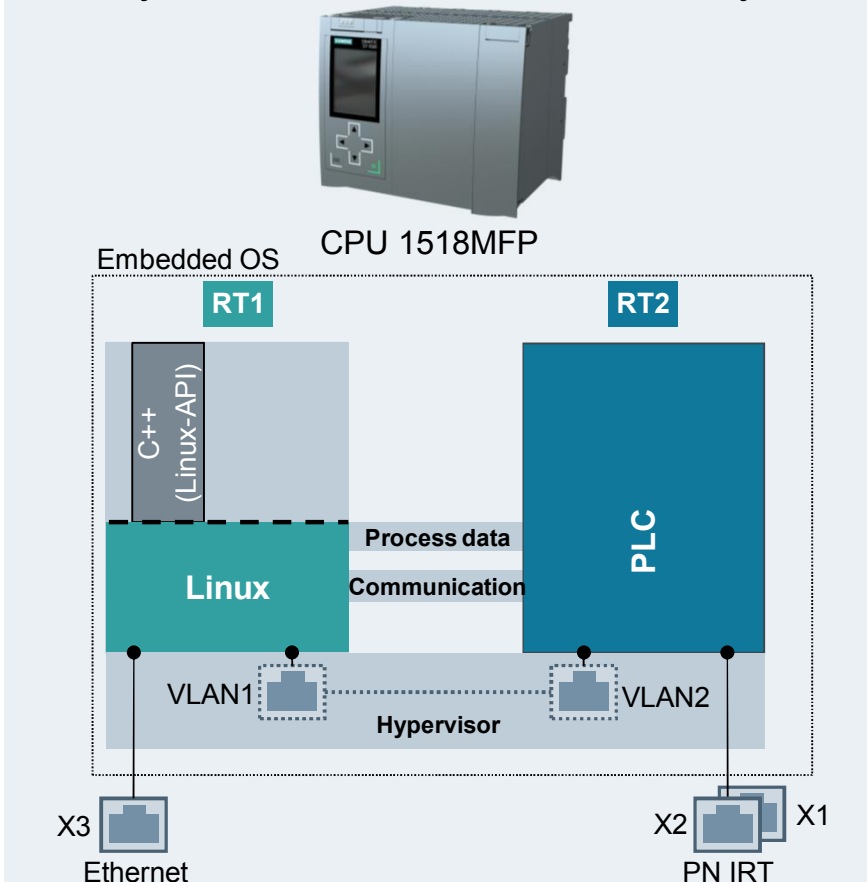 SIEMENS
CPU 1518MFP
Embedded OS
RT1
RT2
C++
(Linux-API)
Process data
PLC
Linux
Communication
VLAN1
VLAN2
Hypervisor
X3
X2
X1
Ethernet
PN IRT